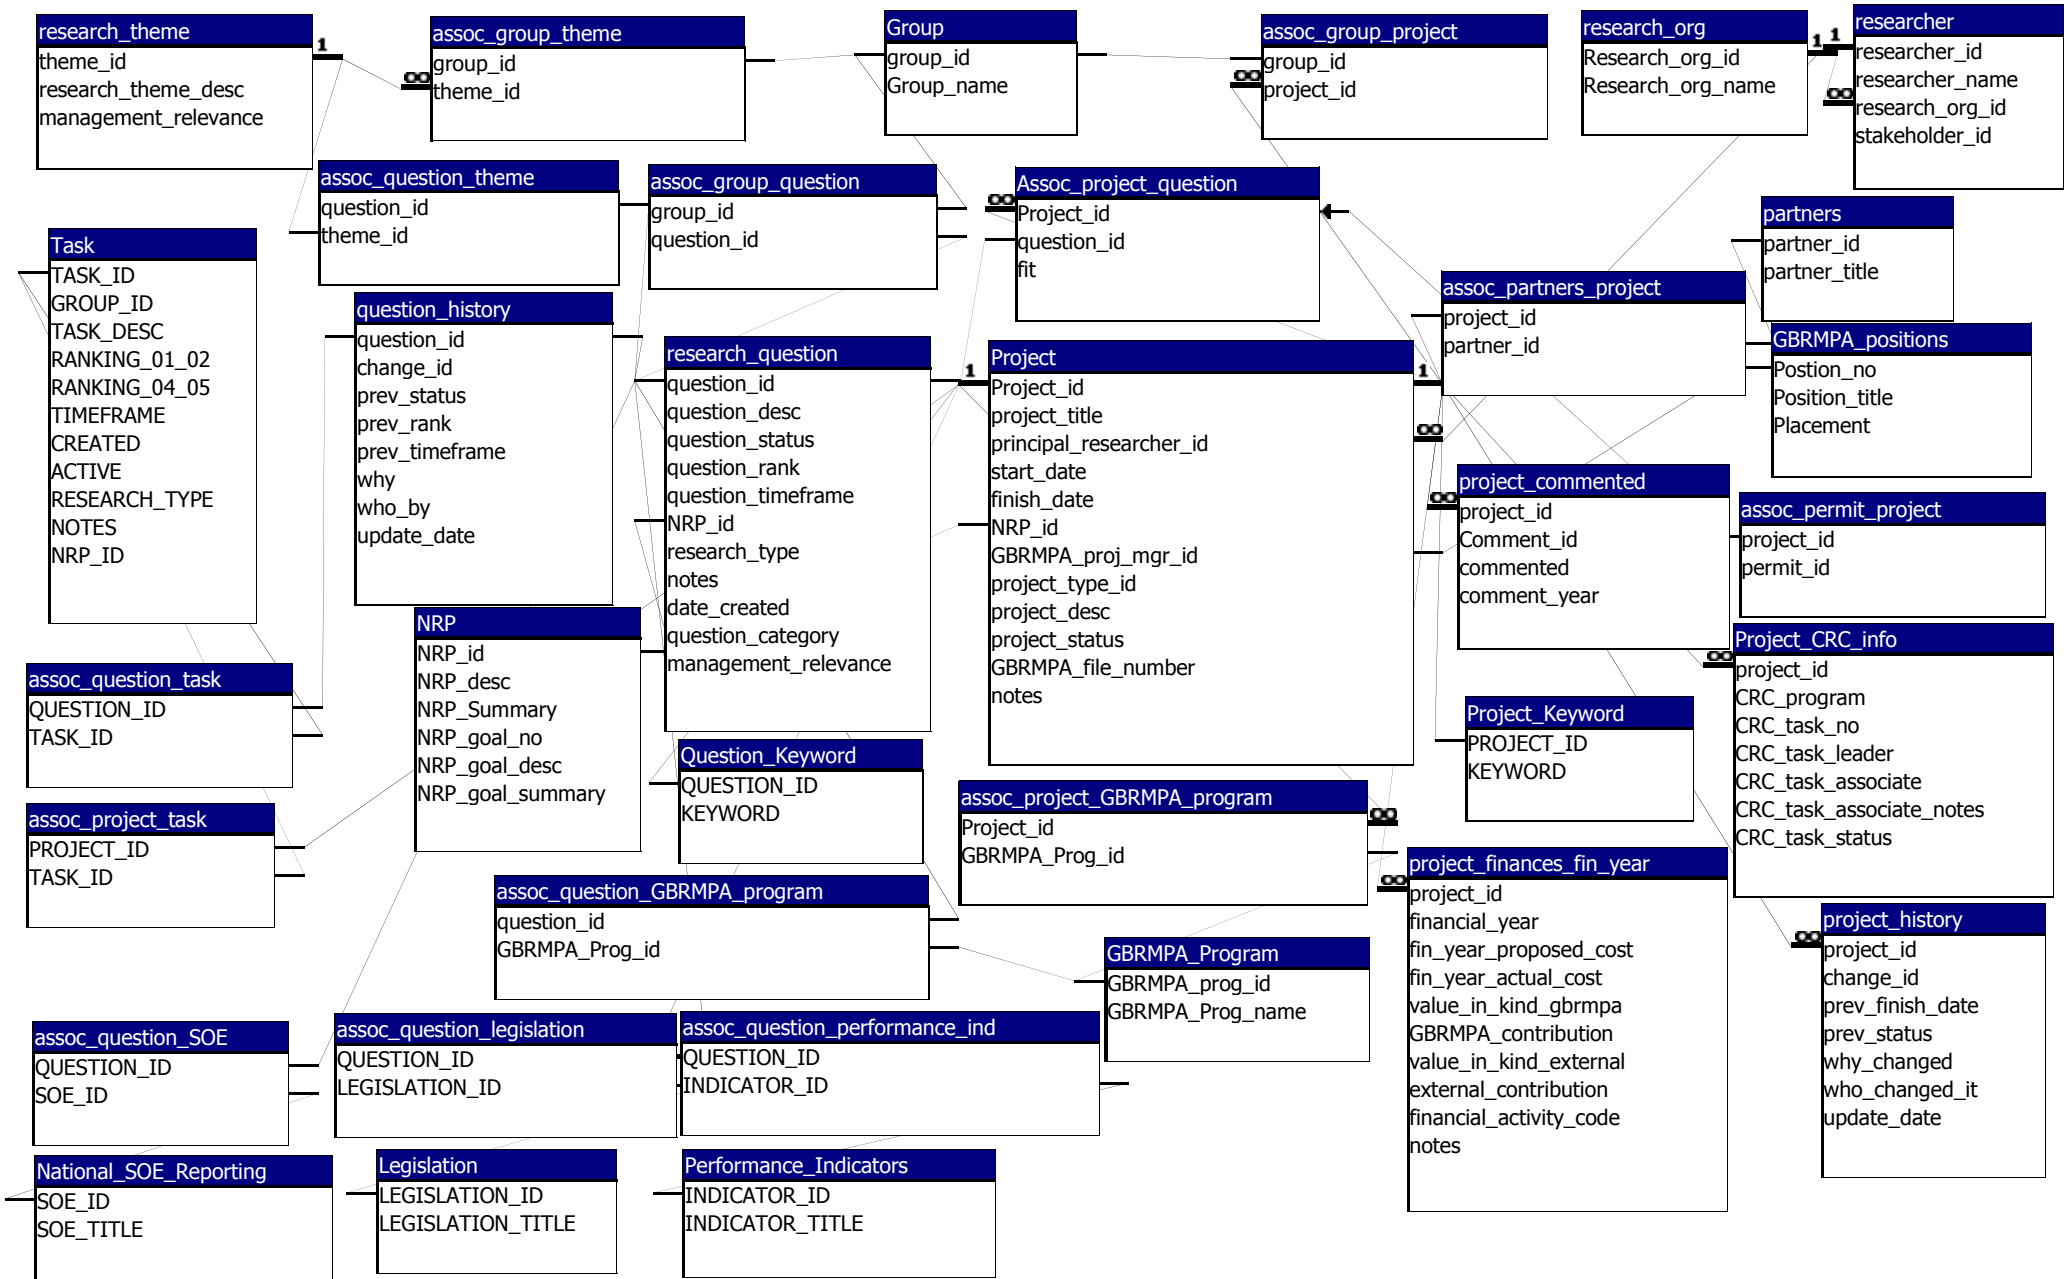 research_theme
theme_id
research_theme_desc
management_relevance
1
assoc_group_theme
group_id
theme_id
∞
Group
group_id
Group_name
assoc_group_project
group_id
project_id
∞
research_org
Research_org_id
Research_org_name
1
1
∞
researcher
researcher_id
researcher_name
research_org_id
stakeholder_id
assoc_question_theme
question_id
theme_id
assoc_group_question
group_id
question_id
Assoc_project_question
Project_id
question_id
fit
∞
partners
partner_id
partner_title
Task
TASK_ID
GROUP_ID
TASK_DESC
RANKING_01_02
RANKING_04_05
TIMEFRAME
CREATED
ACTIVE
RESEARCH_TYPE
NOTES
NRP_ID
question_history
question_id
change_id
prev_status
prev_rank
prev_timeframe
why
who_by
update_date
research_question
question_id
question_desc
question_status
question_rank
question_timeframe
NRP_id
research_type
notes
date_created
question_category
management_relevance
Project
Project_id
project_title
principal_researcher_id
start_date
finish_date
NRP_id
GBRMPA_proj_mgr_id
project_type_id
project_desc
project_status
GBRMPA_file_number
notes
1
1
∞
assoc_partners_project
project_id
partner_id
GBRMPA_positions
Postion_no
Position_title
Placement
project_commented
project_id
Comment_id
commented
comment_year
∞
assoc_permit_project
project_id
permit_id
NRP
NRP_id
NRP_desc
NRP_Summary
NRP_goal_no
NRP_goal_desc
NRP_goal_summary
Project_CRC_info
project_id
CRC_program
CRC_task_no
CRC_task_leader
CRC_task_associate
CRC_task_associate_notes
CRC_task_status
∞
assoc_question_task
QUESTION_ID
TASK_ID
Project_Keyword
PROJECT_ID
KEYWORD
Question_Keyword
QUESTION_ID
KEYWORD
assoc_project_GBRMPA_program
Project_id
GBRMPA_Prog_id
∞
assoc_project_task
PROJECT_ID
TASK_ID
project_finances_fin_year
project_id
financial_year
fin_year_proposed_cost
fin_year_actual_cost
value_in_kind_gbrmpa
GBRMPA_contribution
value_in_kind_external
external_contribution
financial_activity_code
notes
∞
assoc_question_GBRMPA_program
question_id
GBRMPA_Prog_id
project_history
project_id
change_id
prev_finish_date
prev_status
why_changed
who_changed_it
update_date
∞
GBRMPA_Program
GBRMPA_prog_id
GBRMPA_Prog_name
assoc_question_SOE
QUESTION_ID
SOE_ID
assoc_question_legislation
QUESTION_ID
LEGISLATION_ID
assoc_question_performance_ind
QUESTION_ID
INDICATOR_ID
National_SOE_Reporting
SOE_ID
SOE_TITLE
Legislation
LEGISLATION_ID
LEGISLATION_TITLE
Performance_Indicators
INDICATOR_ID
INDICATOR_TITLE